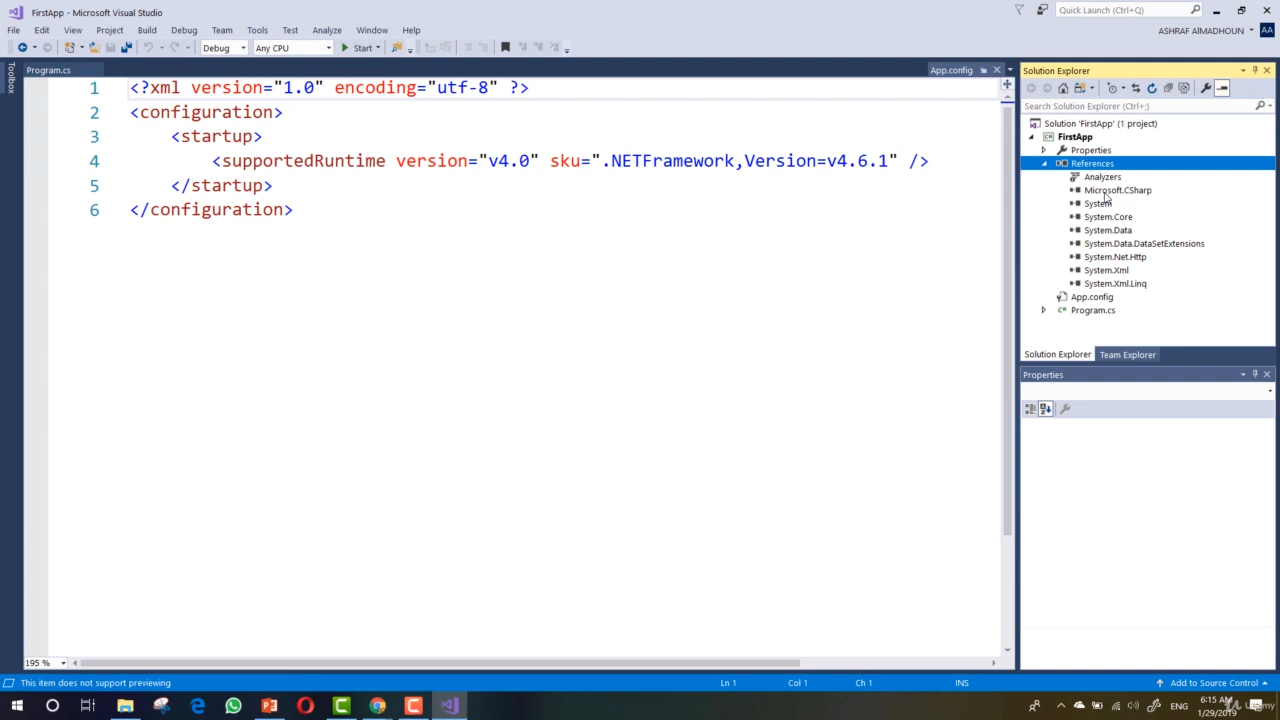 FirstApp - Microsoft Visual Studio
Quick Launch (Ctrl+Q)
File Edit View Project Build Debug Team Tools Test Analyze Window Help
ASHRAF AIMADHOUN AA
Debug Any CPU Start
Toolbox
Program.cs
App.config
1 <?xml version="1.0" encoding="utf-8" ?>
2 <configuration>
3 <startup>
4 <supportedRuntime version="v4.0" sku=".NETFramework,Version=v4.6.1" />
5 </startup>
6 </configuration>
195 %
Solution Explorer
Search Solution Explorer (Ctrl+;)
Solution 'FirstApp' (1 project)
FirstApp
Properties
References
Analyzers
Microsoft.CSharp
System
System.Core
System.Data
System.Data.DataSetExtensions
System.Net.Http
System.Xml
System.Xml.Linq
App.config
Program.cs
Solution Explorer Team Explorer
Properties
This item does not support previewing
Ln 1 Col 1 Ch 1 INS
Add to Source Control
ENG
6:15 AM
1/29/2019
Udemy